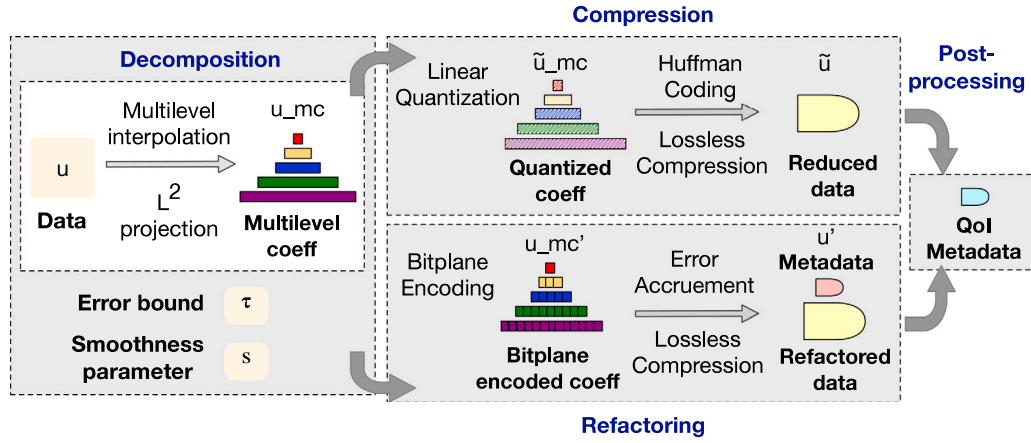 Compression
Decomposition
Post-
processing
u
Data
Multilevel
interpolation
L²
projection
u_mc
Multilevel
coeff
Error bound
τ
Smoothness
parameter
s
Linear
Quantization
ũ_mc
Quantized
coeff
Huffman
Coding
Lossless
Compression
ũ
Reduced
data
Bitplane
Encoding
u_mc’
Bitplane
encoded coeff
Error
Accruement
Lossless
Compression
u’
Metadata
Refactored
data
QoI
Metadata
Refactoring